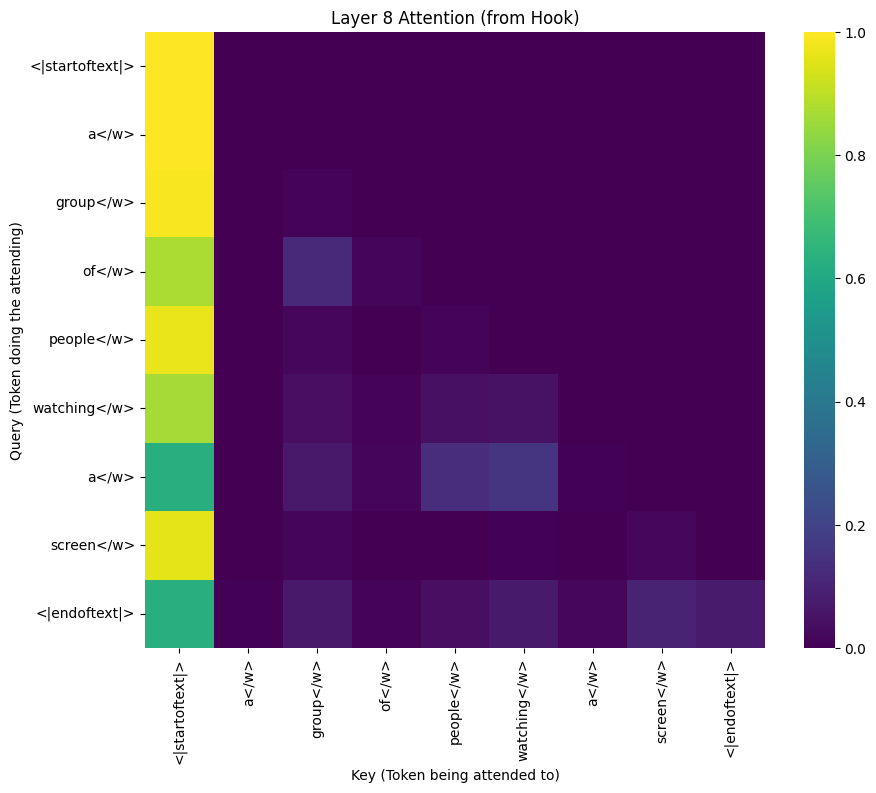 Layer 8 Attention (from Hook)
Query (Token doing the attending)
<|startoftext|>
a</w>
group</w>
of</w>
people</w>
watching</w>
a</w>
screen</w>
<|endoftext|>
<|startoftext|>
a</w>
group</w>
of</w>
people</w>
watching</w>
a</w>
screen</w>
<|endoftext|>
Key (Token being attended to)
1.0
0.8
0.6
0.4
0.2
0.0